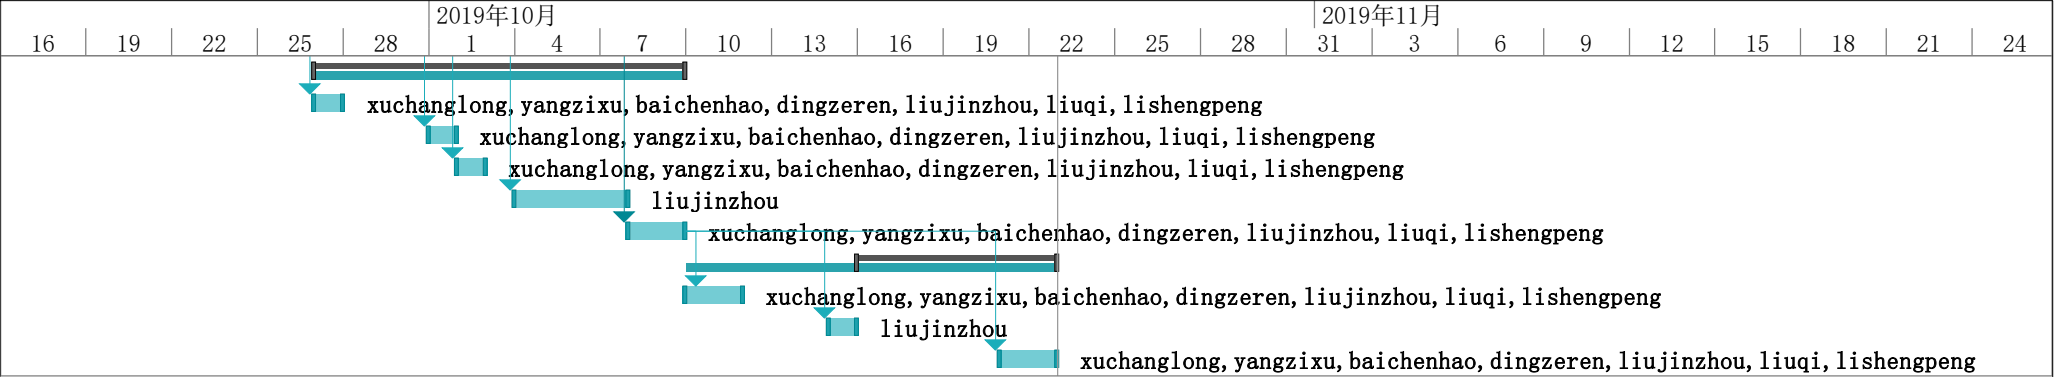 2019年10月 2019年11月
16 19 22 25 28 1 4 7 10 13 16 19 22 25 28 31 3 6 9 12 15 18 21 24
xuchanglong,yangzixu,baichenhao,dingzeren,liujinzhou,liuqi,lishengpeng
xuchanglong,yangzixu,baichenhao,dingzeren,liujinzhou,liuqi,lishengpeng
xuchanglong,yangzixu,baichenhao,dingzeren,liujinzhou,liuqi,lishengpeng
liujinzhou
xuchanglong,yangzixu,baichenhao,dingzeren,liujinzhou,liuqi,lishengpeng
xuchanglong,yangzixu,baichenhao,dingzeren,liujinzhou,liuqi,lishengpeng
liujinzhou
xuchanglong,yangzixu,baichenhao,dingzeren,liujinzhou,liuqi,lishengpeng